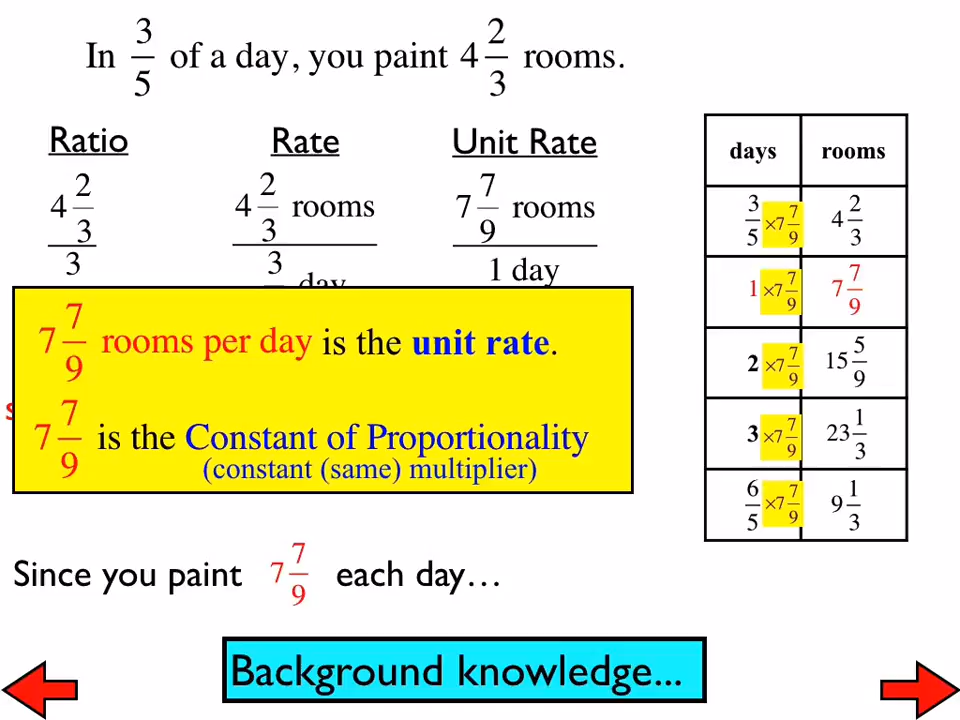 In 3/5 of a day, you paint 4 2/3 rooms.
Ratio Rate Unit Rate
4 2/3 4 2/3 rooms 7 7/9 rooms
3 3 day 1 day
7 7/9 rooms per day is the unit rate.
7 7/9 is the Constant of Proportionality
(constant (same) multiplier)
Since you paint 7 7/9 each day…
Background knowledge...
days rooms
3/5 ×7 7/9 4 2/3
1 ×7 7/9 7 7/9
2 ×7 7/9 15 5/9
3 ×7 7/9 23 1/3
6/5 ×7 7/9 9 1/3